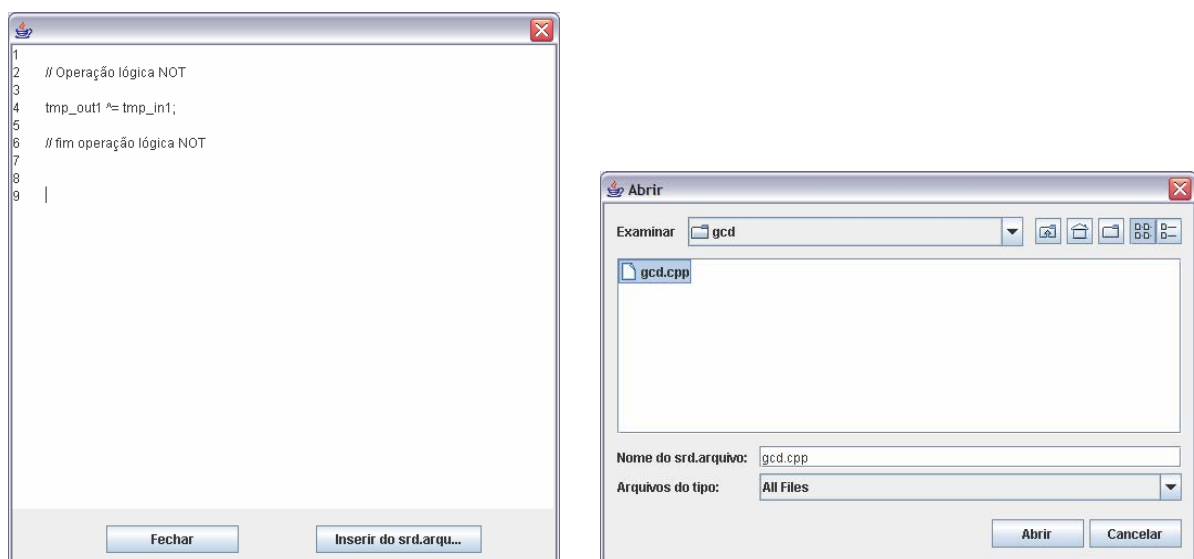 1
2 // Operação lógica NOT
3
4 tmp_out1 ^= tmp_in1;
5
6 // fim operação lógica NOT
7
8
9
Fechar Inserir do srd.arqu...
Abrir
Examinar gcd
gcd.cpp
Nome do srd.arquivo: gcd.cpp
Arquivos do tipo: All Files
Abrir Cancelar